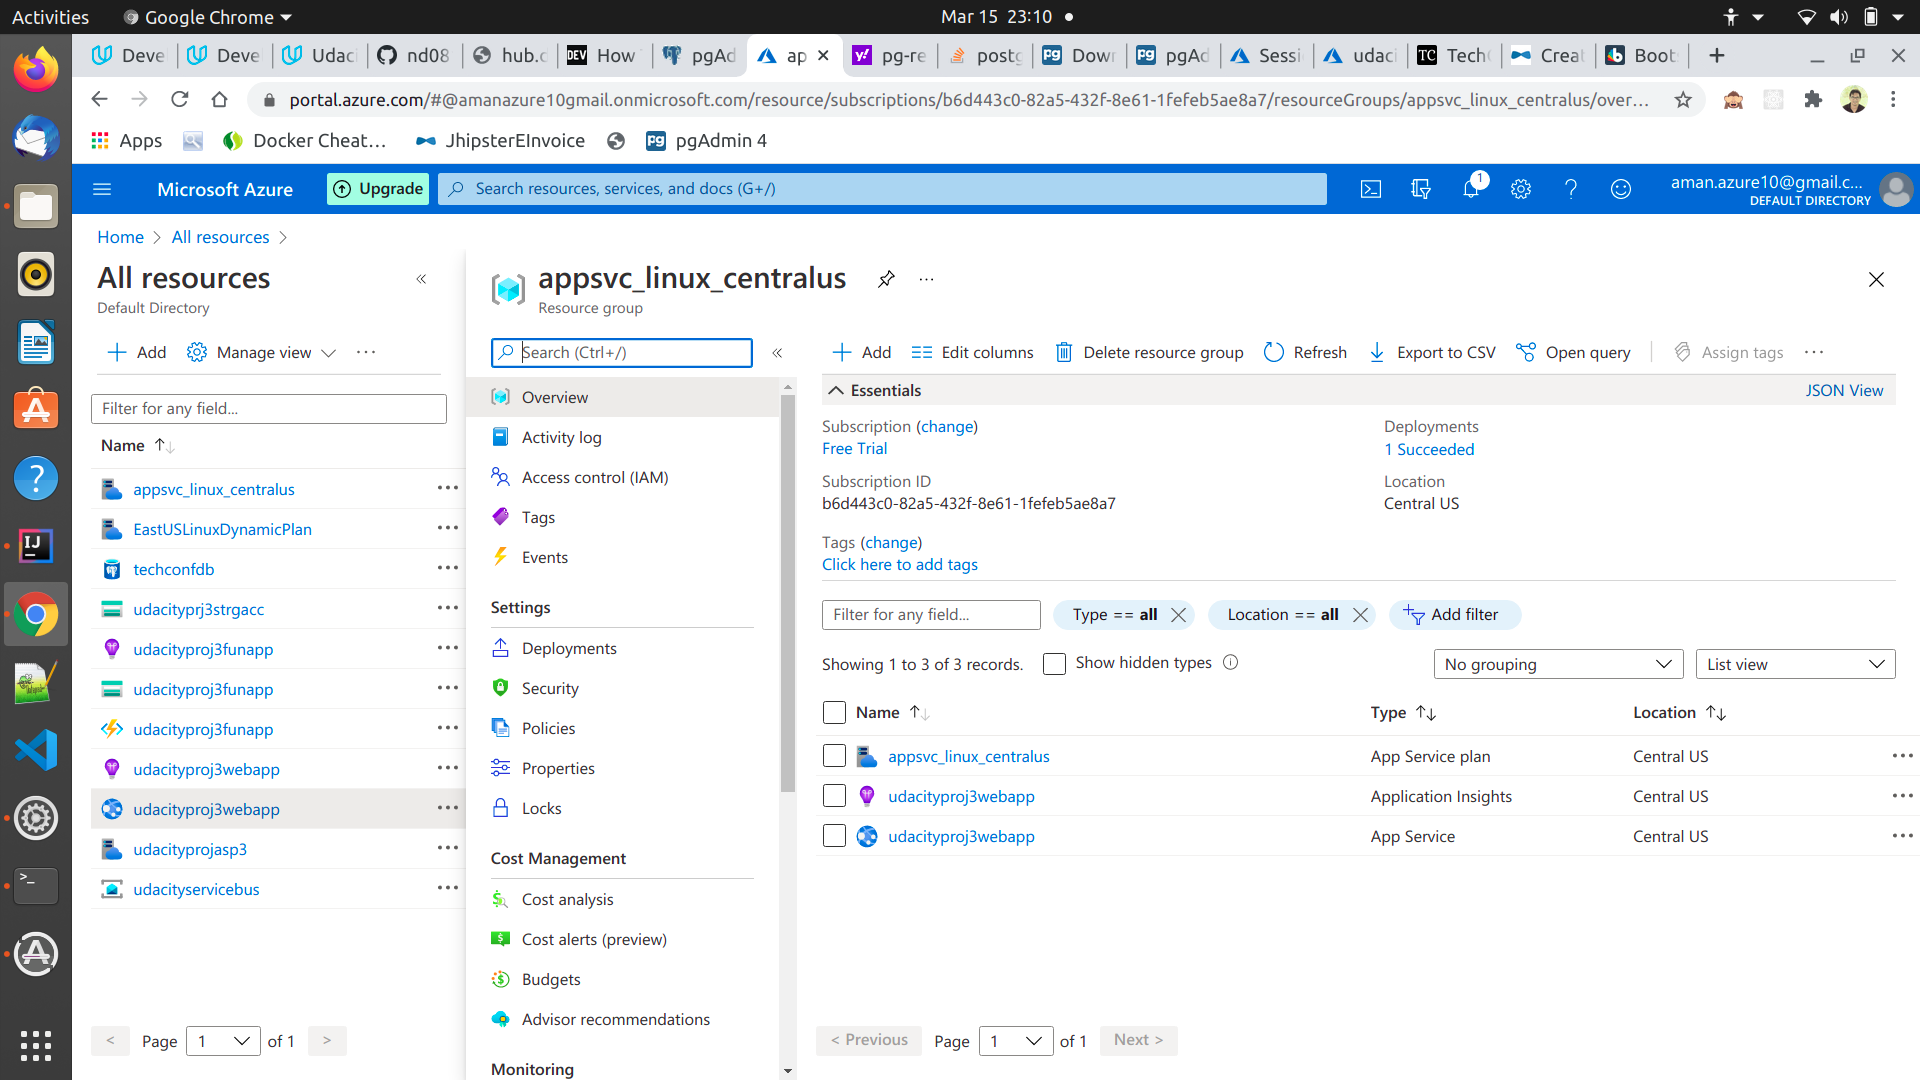 Activities Google Chrome Mar 15 23:10
Deve Deve Udaci nd08 hub.c How pgAd ap pg-re postg Down pgAd Sessi udaci Tech Creat Boot
portal.azure.com/#@amanazure10gmail.onmicrosoft.com/resource/subscriptions/b6d443c0-82a5-432f-8e61-1fefeb5ae8a7/resourceGroups/appsvc_linux_centralus/over...
Apps Docker Cheat... JhipsterEInvoice pgAdmin 4
Microsoft Azure Upgrade Search resources, services, and docs (G+/) 1 aman.azure10@gmail.c...
DEFAULT DIRECTORY
Home > All resources >
All resources
Default Directory
Add Manage view ...
Filter for any field...
Name
appsvc_linux_centralus
EastUSLinuxDynamicPlan
techconfdb
udacityprj3strgacc
udacityproj3funapp
udacityproj3funapp
udacityproj3funapp
udacityproj3webapp
udacityproj3webapp
udacityprojasp3
udacityservicebus
< Page 1 of 1 >
appsvc_linux_centralus
Resource group
Search (Ctrl+/)
Overview
Activity log
Access control (IAM)
Tags
Events
Settings
Deployments
Security
Policies
Properties
Locks
Cost Management
Cost analysis
Cost alerts (preview)
Budgets
Advisor recommendations
Monitoring
Add Edit columns Delete resource group Refresh Export to CSV Open query Assign tags ...
Essentials JSON View
Subscription (change)
Free Trial
Subscription ID
b6d443c0-82a5-432f-8e61-1fefeb5ae8a7
Tags (change)
Click here to add tags
Deployments
1 Succeeded
Location
Central US
Filter for any field... Type == all Location == all Add filter
Showing 1 to 3 of 3 records. Show hidden types No grouping List view
Name Type Location
appsvc_linux_centralus App Service plan Central US
udacityproj3webapp Application Insights Central US
udacityproj3webapp App Service Central US
< Previous Page 1 of 1 Next >